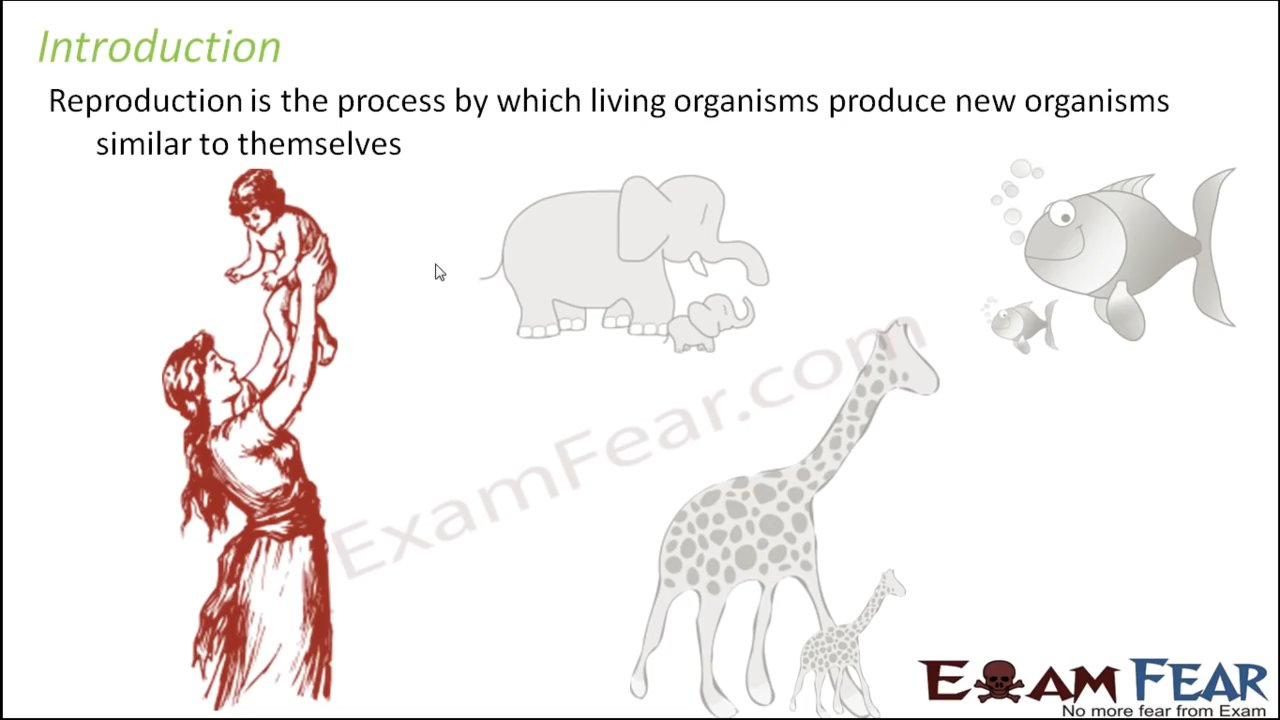 Introduction
Reproduction is the process by which living organisms produce new organisms
similar to themselves
ExamFear.com
EXAM FEAR
No more fear from Exam